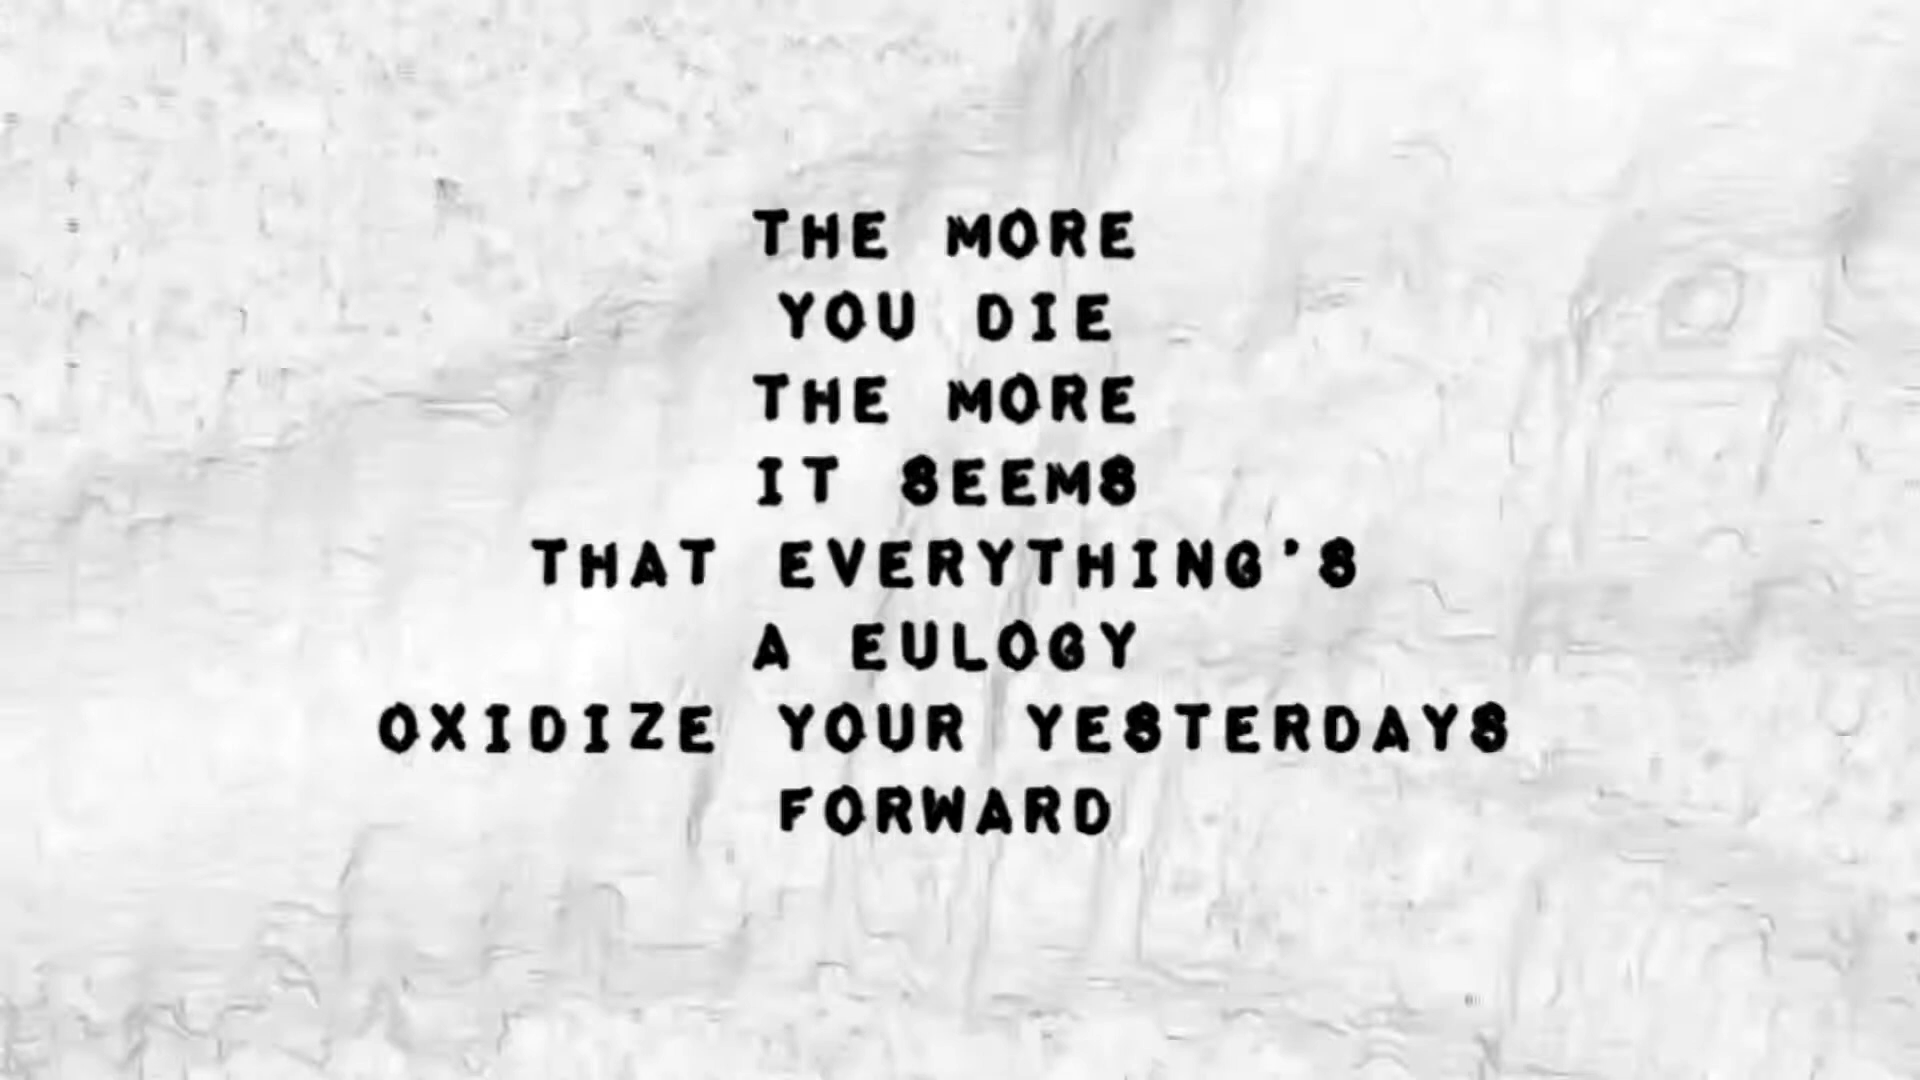 THE MORE
YOU DIE
THE MORE
IT SEEMS
THAT EVERYTHING'S
A EULOGY
OXIDIZE YOUR YESTERDAYS
FORWARD